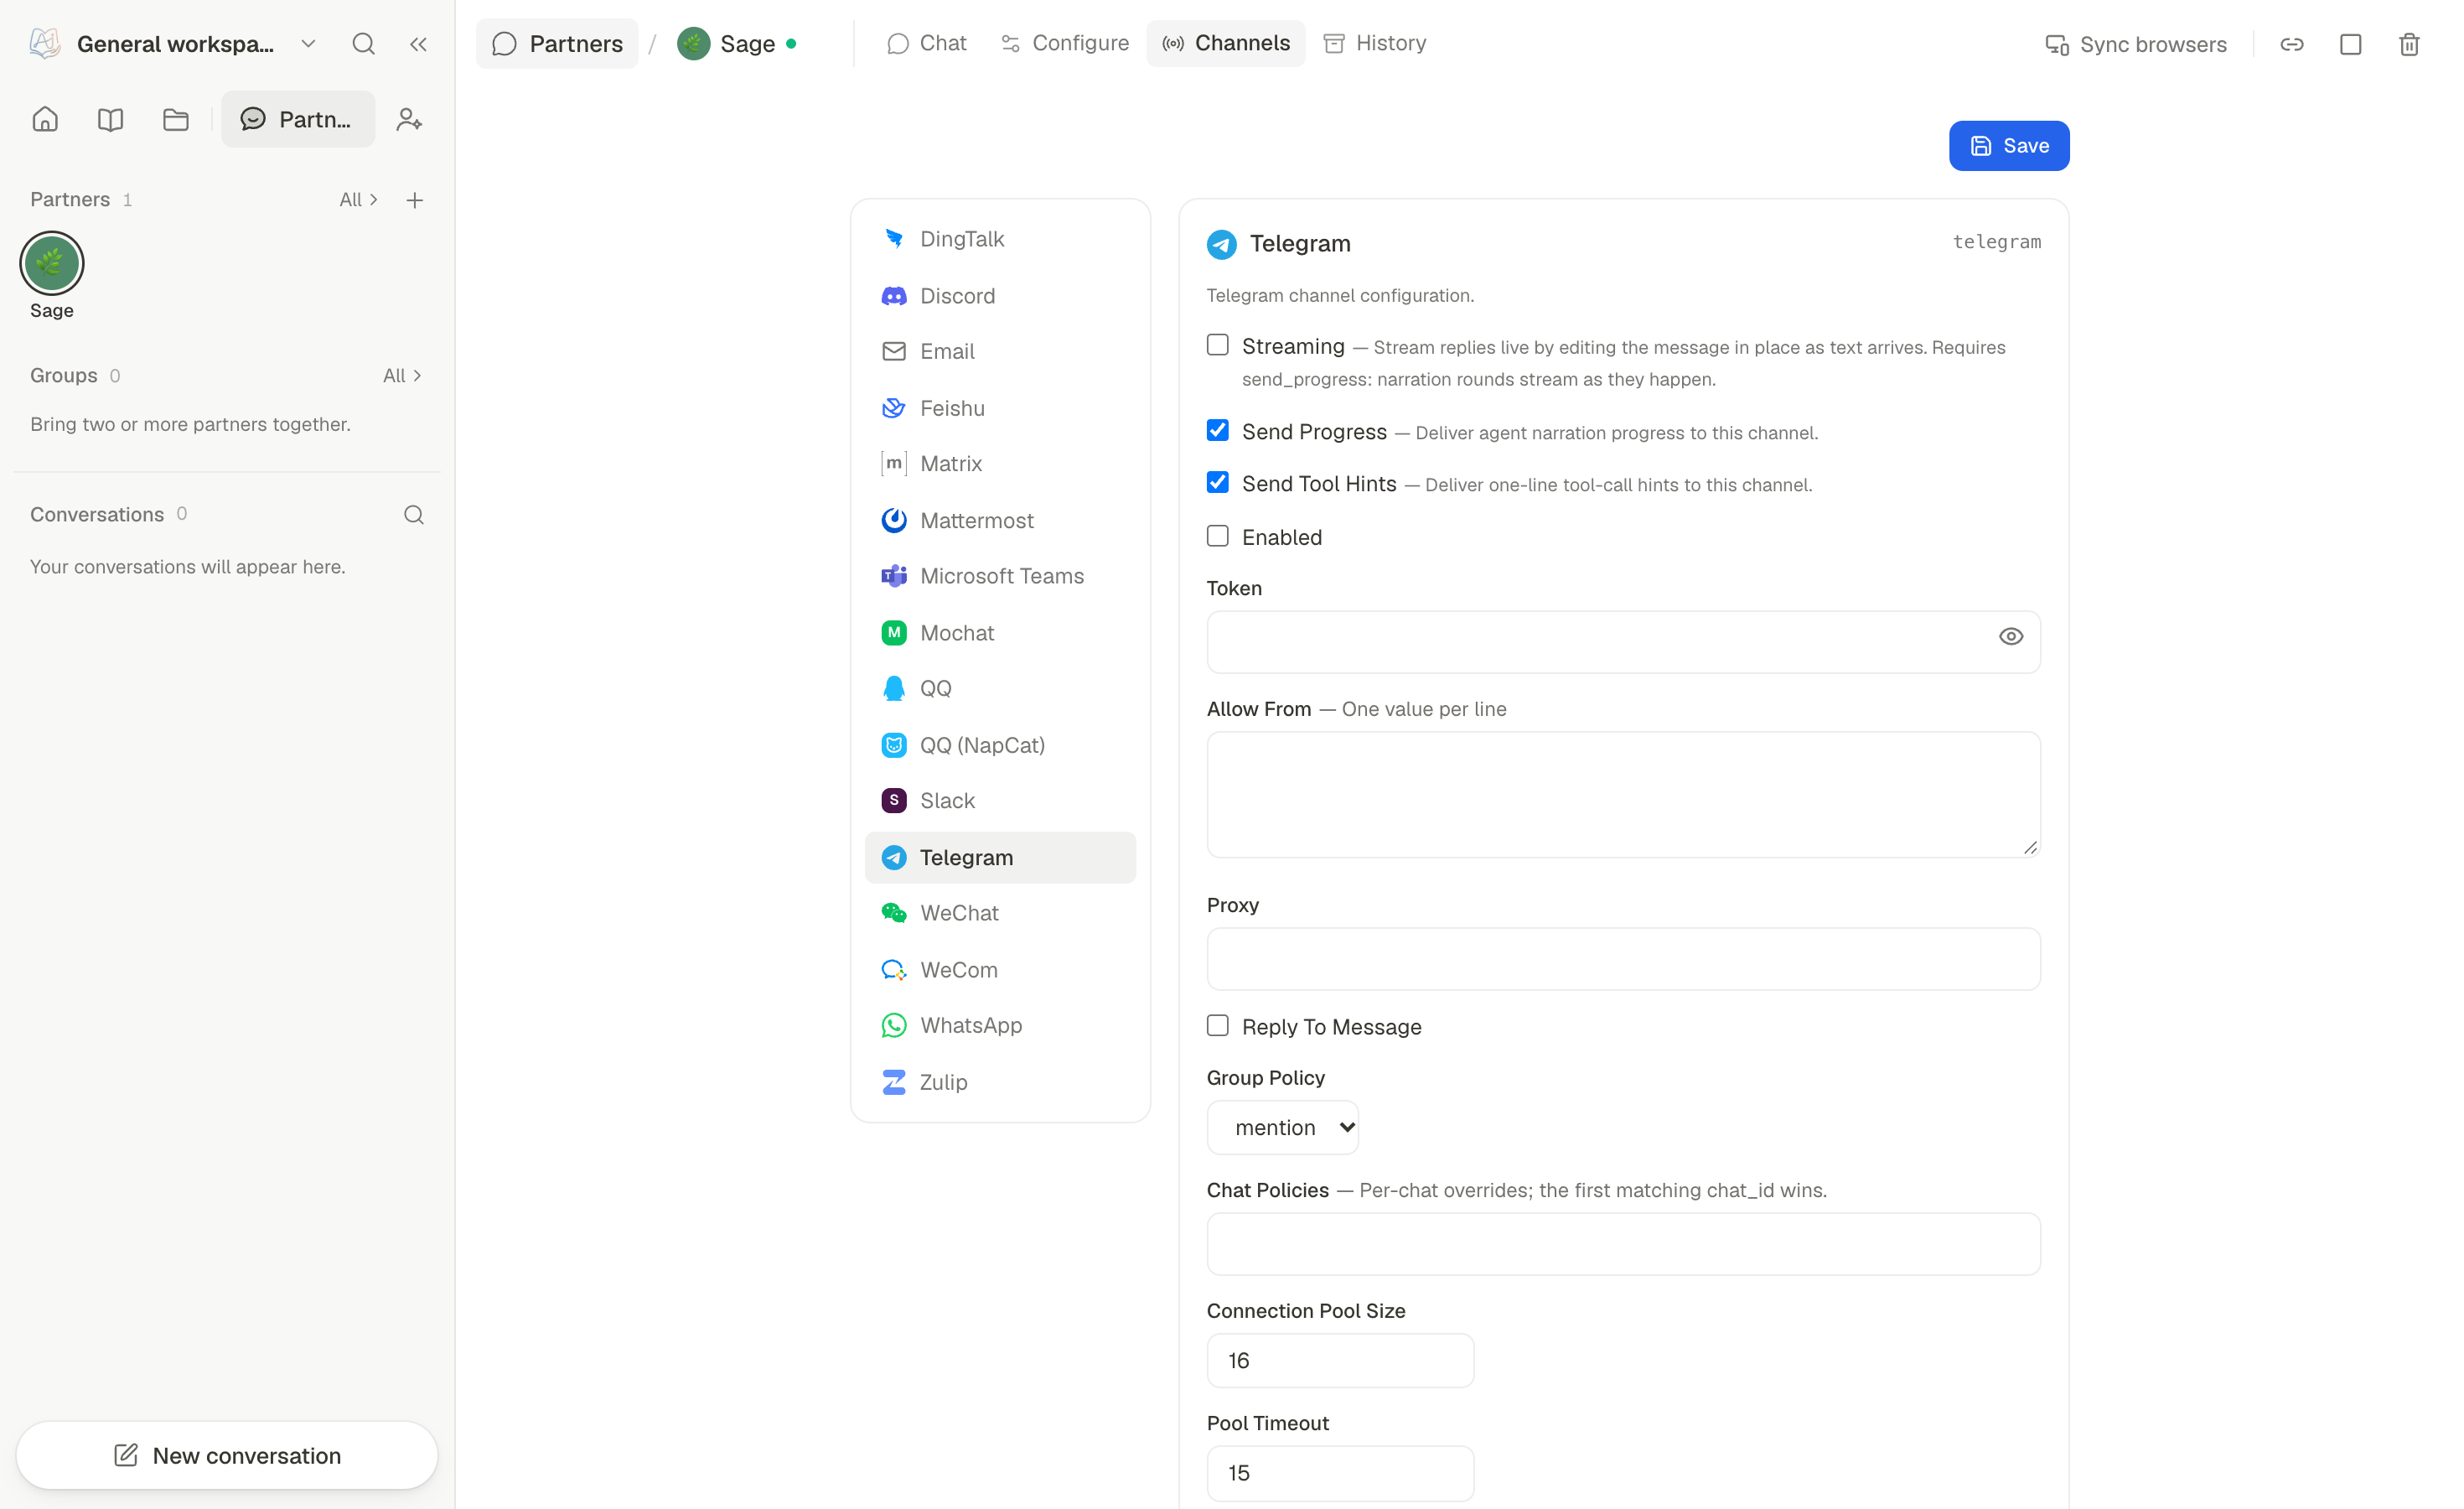 General workspa...
Partn...
Partners 1
All
Sage
Groups 0
All
Bring two or more partners together.
Conversations 0
Your conversations will appear here.
New conversation
Partners / Sage
Chat
Configure
Channels
History
Sync browsers
Save
DingTalk
Discord
Email
Feishu
[m] Matrix
Mattermost
T Microsoft Teams
M Mochat
QQ
QQ (NapCat)
S Slack
Telegram
WeChat
WeCom
WhatsApp
Zulip
Telegram
telegram
Telegram channel configuration.
Streaming — Stream replies live by editing the message in place as text arrives. Requires
send_progress: narration rounds stream as they happen.
Send Progress — Deliver agent narration progress to this channel.
Send Tool Hints — Deliver one-line tool-call hints to this channel.
Enabled
Token
Allow From — One value per line
Proxy
Reply To Message
Group Policy
mention
Chat Policies — Per-chat overrides; the first matching chat_id wins.
Connection Pool Size
16
Pool Timeout
15